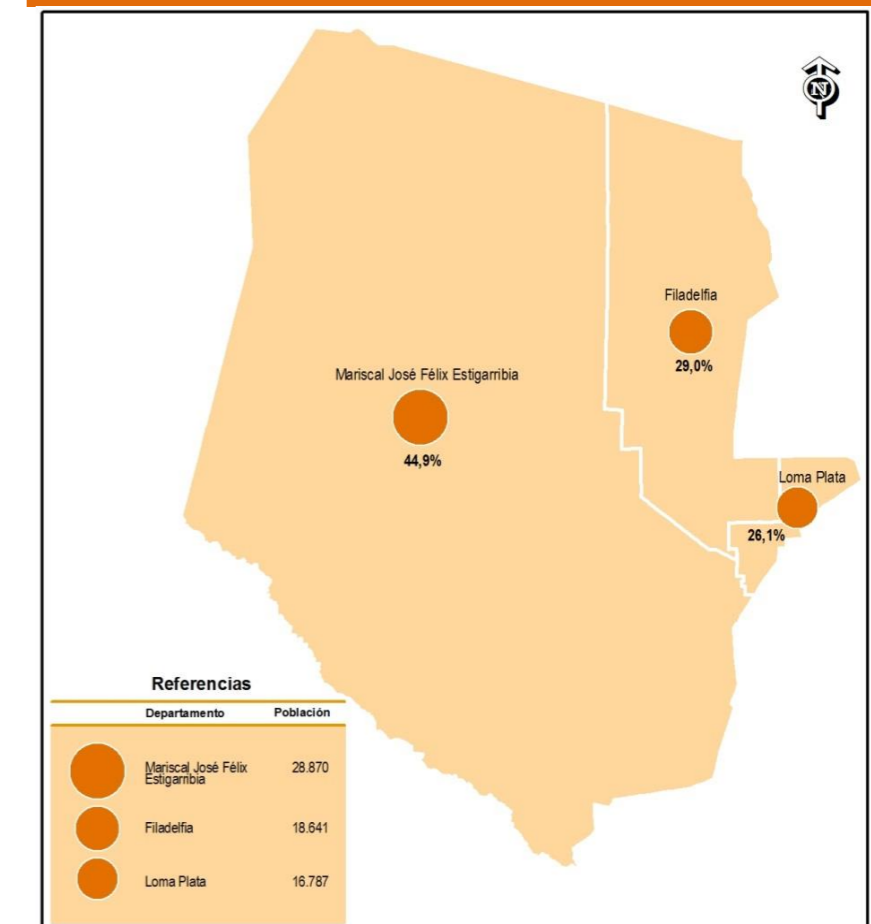 N
Filadelfia
29,0%
Mariscal José Félix Estigarribia
44,9%
Loma Plata
26,1%
Referencias
Departamento Población
Mariscal José Félix
Estigarribia 28.870
Filadelfia 18.641
Loma Plata 16.787